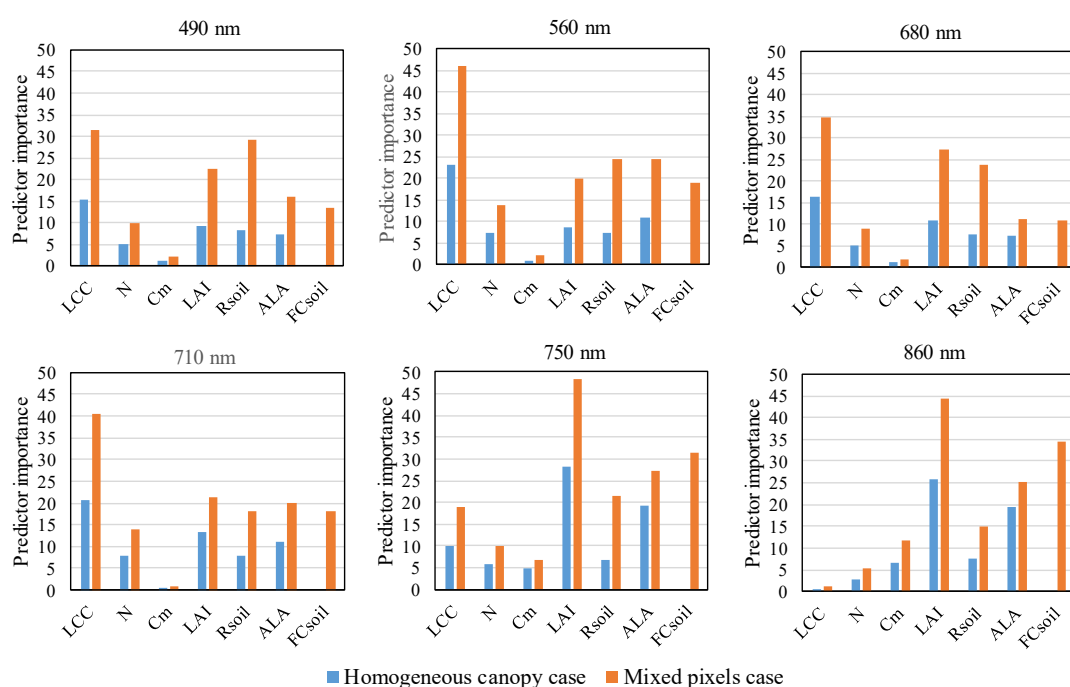 490 nm
Predictor importance
50
45
40
35
30
25
20
15
10
5
0
LCC
N
Cm
LAI
Rsoil
ALA
FCsoil
560 nm
Predictor importance
50
45
40
35
30
25
20
15
10
5
0
LCC
N
Cm
LAI
Rsoil
ALA
FCsoil
680 nm
Predictor importance
50
45
40
35
30
25
20
15
10
5
0
LCC
N
Cm
LAI
Rsoil
ALA
FCsoil
710 nm
Predictor importance
50
45
40
35
30
25
20
15
10
5
0
LCC
N
Cm
LAI
Rsoil
ALA
FCsoil
750 nm
Predictor importance
50
45
40
35
30
25
20
15
10
5
0
LCC
N
Cm
LAI
Rsoil
ALA
FCsoil
860 nm
Predictor importance
50
45
40
35
30
25
20
15
10
5
0
LCC
N
Cm
LAI
Rsoil
ALA
FCsoil
Homogeneous canopy case
Mixed pixels case